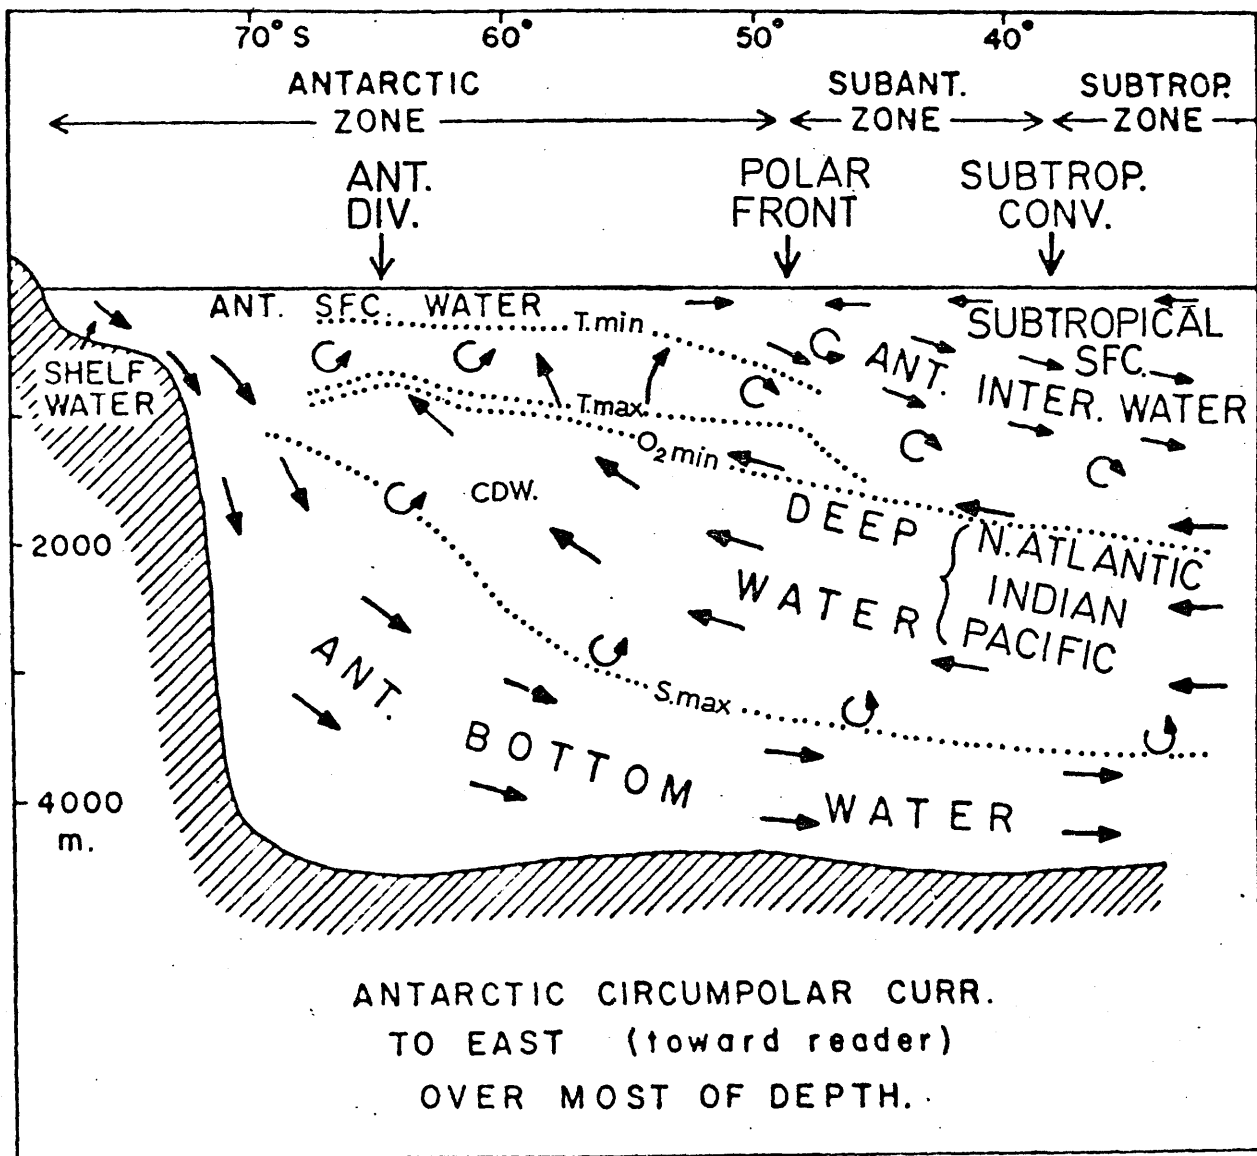 70° S 60° 50° 40°
ANTARCTIC ZONE
SUBANT. ZONE
SUBTROP. ZONE
ANT. DIV.
POLAR FRONT
SUBTROP. CONV.
ANT. SFC. WATER
T.min
SUBTROPICAL
SFC.
SHELF
WATER
ANT. INTER. WATER
T.max
O₂min
CDW.
DEEP
WATER
N.ATLANTIC
INDIAN
PACIFIC
2000
ANT.
BOTTOM
WATER
S.max
4000
m.
ANTARCTIC CIRCUMPOLAR CURR.
TO EAST (toward reader)
OVER MOST OF DEPTH.